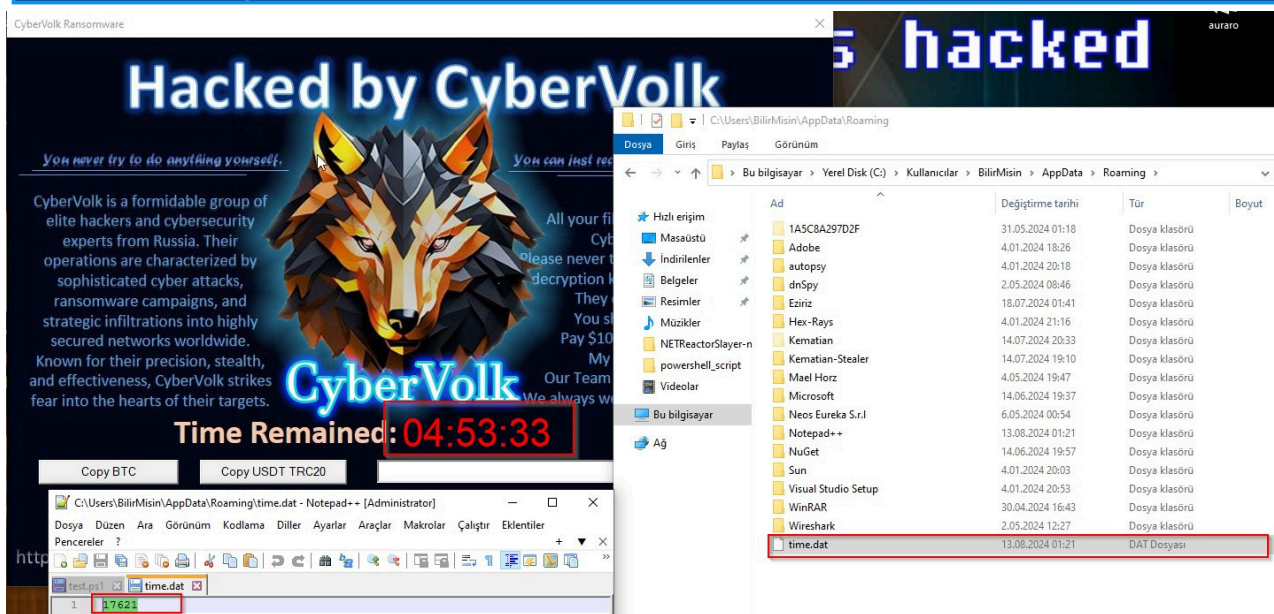 CyberVolk Ransomware
Hacked by CyberVolk
You never try to do anything yourself.
CyberVolk is a formidable group of
elite hackers and cybersecurity
experts from Russia. Their
operations are characterized by
sophisticated cyber attacks,
ransomware campaigns, and
strategic infiltrations into highly
secured networks worldwide.
Known for their precision, stealth,
and effectiveness, CyberVolk strikes
fear into the hearts of their targets.
You can just
All your
Please never
decryption
They
You
Pay $10
My
Our Team
We always
CyberVolk
Time Remained: 04:53:33
Copy BTC
Copy USDT TRC20
http
hacked
auraro
C:\Users\BilirMisin\AppData\Roaming
Dosya Giriş Paylaş Görünüm
Bu bilgisayar > Yerel Disk (C:) > Kullanıcılar > BilirMisin > AppData > Roaming >
Hızlı erişim
Masaüstü
İndirilenler
Belgeler
Resimler
Müzikler
NETReactorSlayer-n
powershell_script
Videolar
Bu bilgisayar
Ağ
Ad Değiştirme tarihi Tür Boyut
1A5C8A297D2F 31.05.2024 01:18 Dosya klasörü
Adobe 4.01.2024 18:26 Dosya klasörü
autopsy 4.01.2024 20:18 Dosya klasörü
dnSpy 2.05.2024 08:46 Dosya klasörü
Eziriz 18.07.2024 01:41 Dosya klasörü
Hex-Rays 4.01.2024 21:16 Dosya klasörü
Kematian 14.07.2024 20:33 Dosya klasörü
Kematian-Stealer 14.07.2024 19:10 Dosya klasörü
Mael Horz 4.05.2024 19:47 Dosya klasörü
Microsoft 14.06.2024 19:37 Dosya klasörü
Neos Eureka S.r.l 6.05.2024 00:54 Dosya klasörü
Notepad++ 13.08.2024 01:21 Dosya klasörü
NuGet 14.06.2024 19:57 Dosya klasörü
Sun 4.01.2024 20:03 Dosya klasörü
Visual Studio Setup 4.01.2024 20:53 Dosya klasörü
WinRAR 30.04.2024 16:43 Dosya klasörü
Wireshark 2.05.2024 12:27 Dosya klasörü
time.dat 13.08.2024 01:21 DAT Dosyası
C:\Users\BilirMisin\AppData\Roaming\time.dat - Notepad++ [Administrator]
Dosya Düzen Ara Görünüm Kodlama Diller Ayarlar Araçlar Makrolar Çalıştır Eklentiler
Pencereler ?
test.ps1 time.dat
1 17621